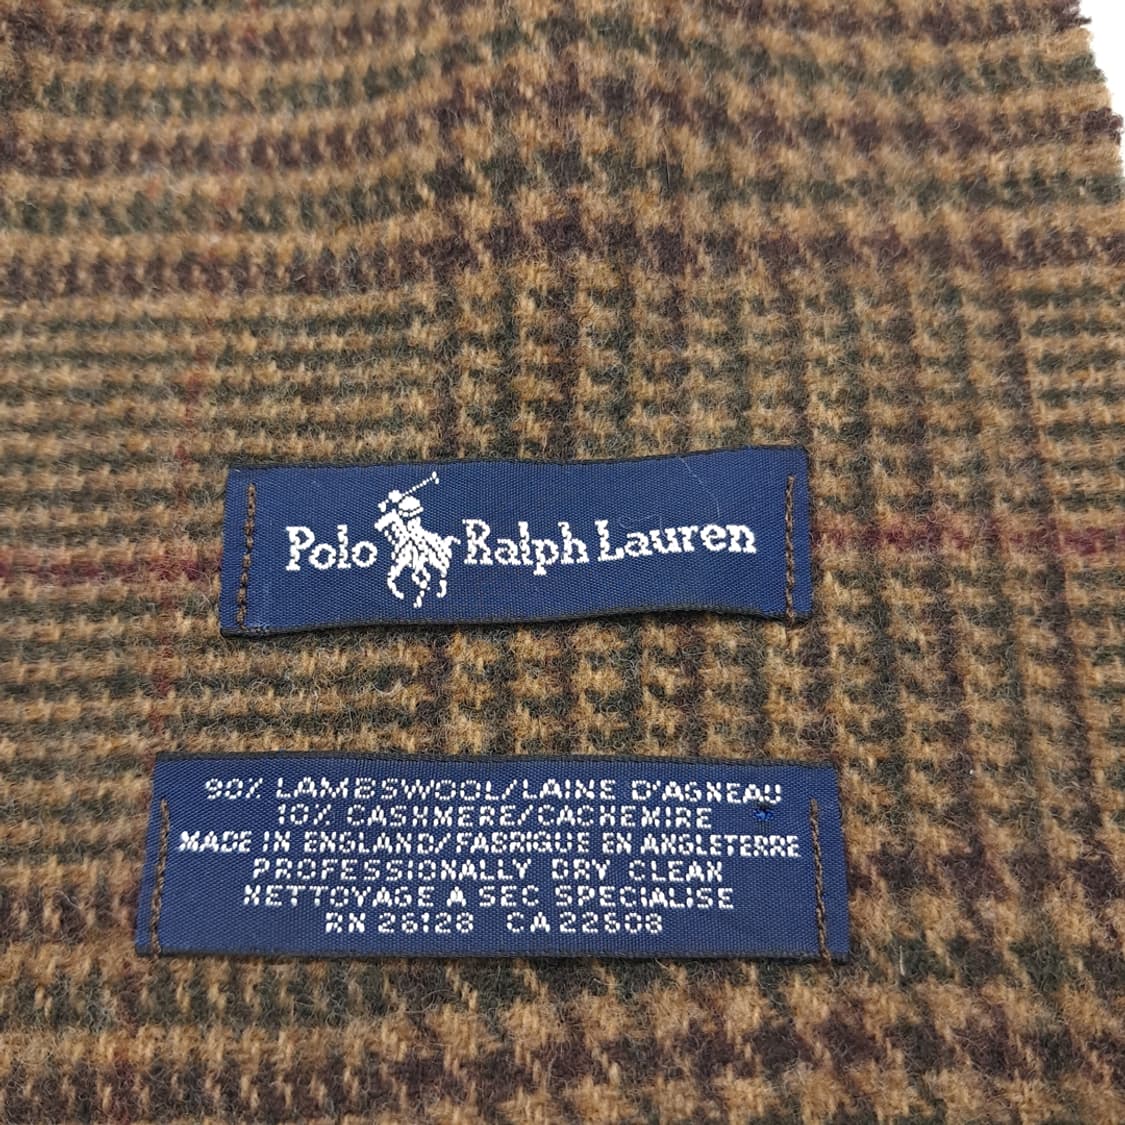 Polo Ralph Lauren
90% LAMBSWOOL/LAINE D'AGNEAU
10% CASHMERE/CACHEMIRE
MADE IN ENGLAND/FABRIQUE EN ANGLETERRE
PROFESSIONALLY DRY CLEAN
NETTOYAGE A SEC SPECIALISE
RN 26128 CA 22608